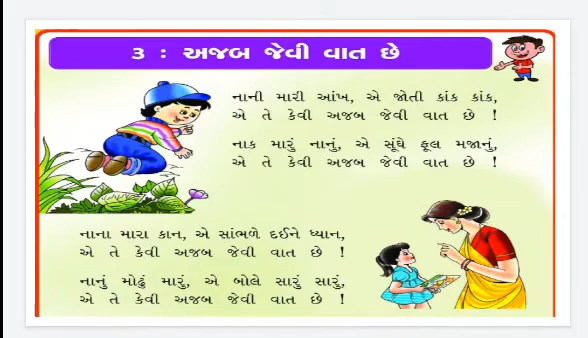 ૩ : અજબ જેવી વાત છે
નાની મારી આંખ, એ જોતી કાંક કાંક,
એ તે કેવી અજબ જેવી વાત છે !
નાક મારું નાનું, એ સૂંઘે ફૂલ મજાનું,
એ તે કેવી અજબ જેવી વાત છે !
નાના મારા કાન, એ સાંભળે દઈને ધ્યાન,
એ તે કેવી અજબ જેવી વાત છે !
નાનું મોઢું મારું, એ બોલે સારું સારું,
એ તે કેવી અજબ જેવી વાત છે !